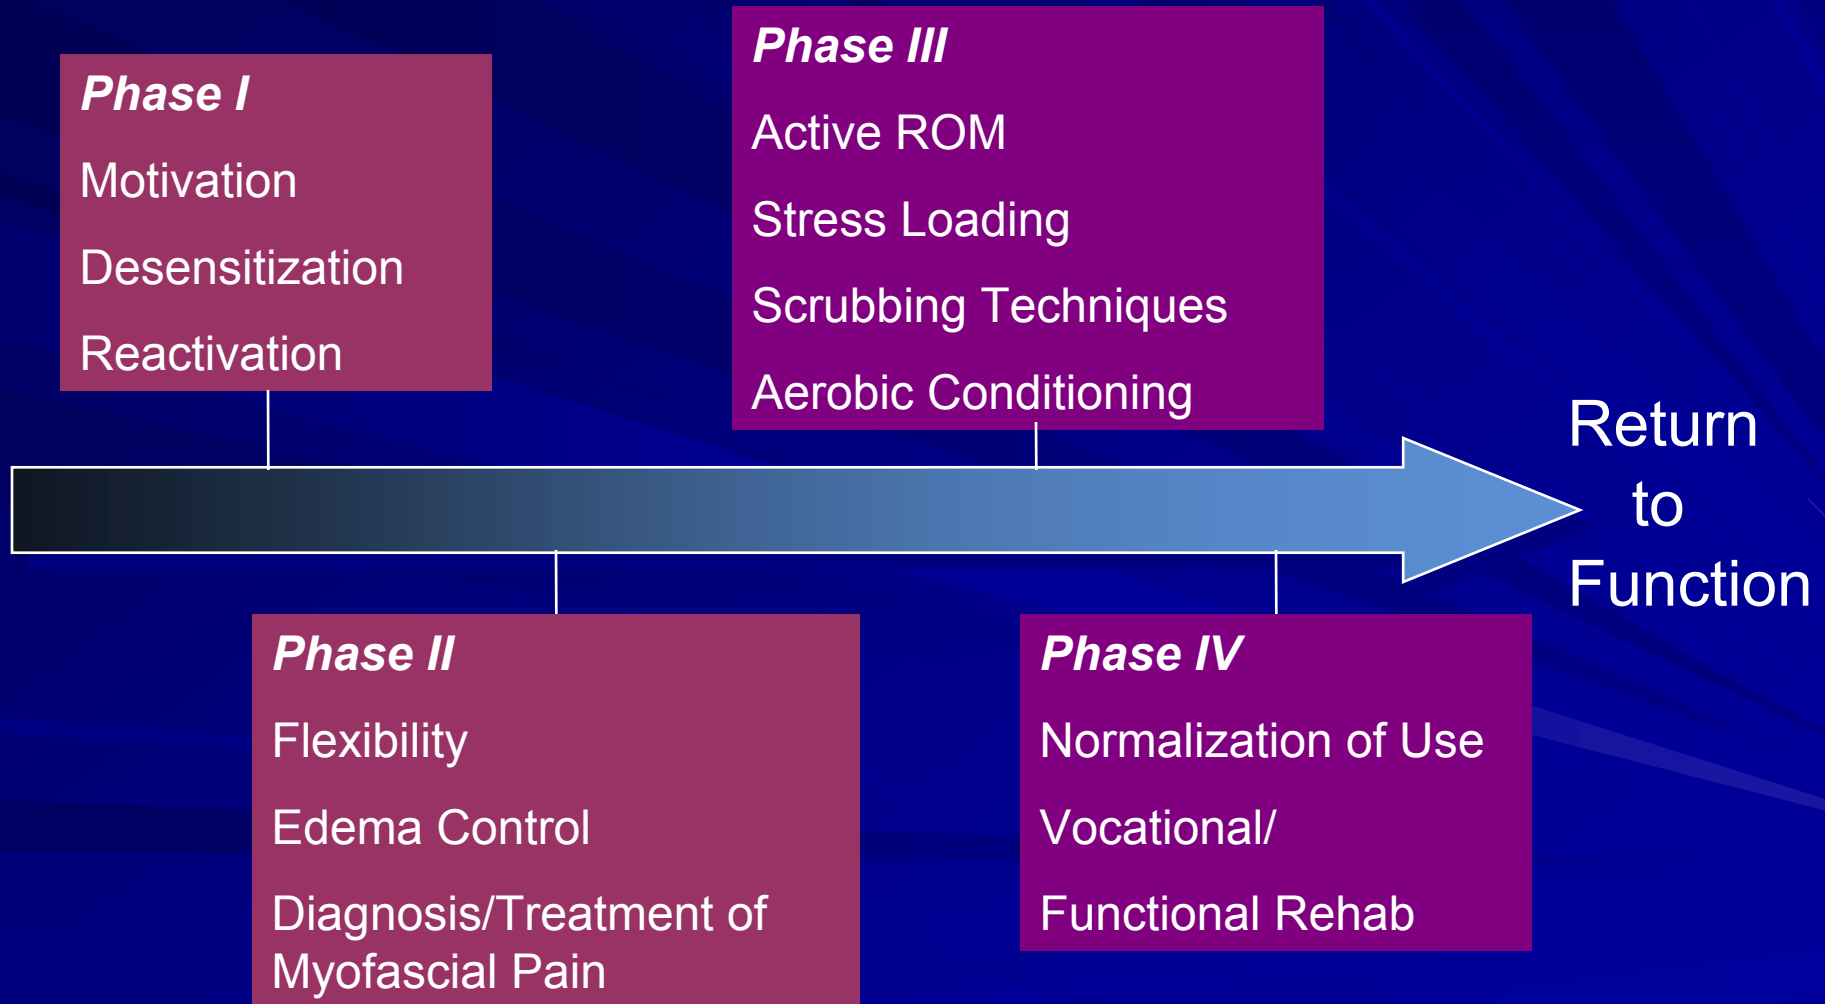 Phase I
Motivation
Desensitization
Reactivation
Phase II
Flexibility
Edema Control
Diagnosis/Treatment of
Myofascial Pain
Phase III
Active ROM
Stress Loading
Scrubbing Techniques
Aerobic Conditioning
Phase IV
Normalization of Use
Vocational/
Functional Rehab
Return
to
Function